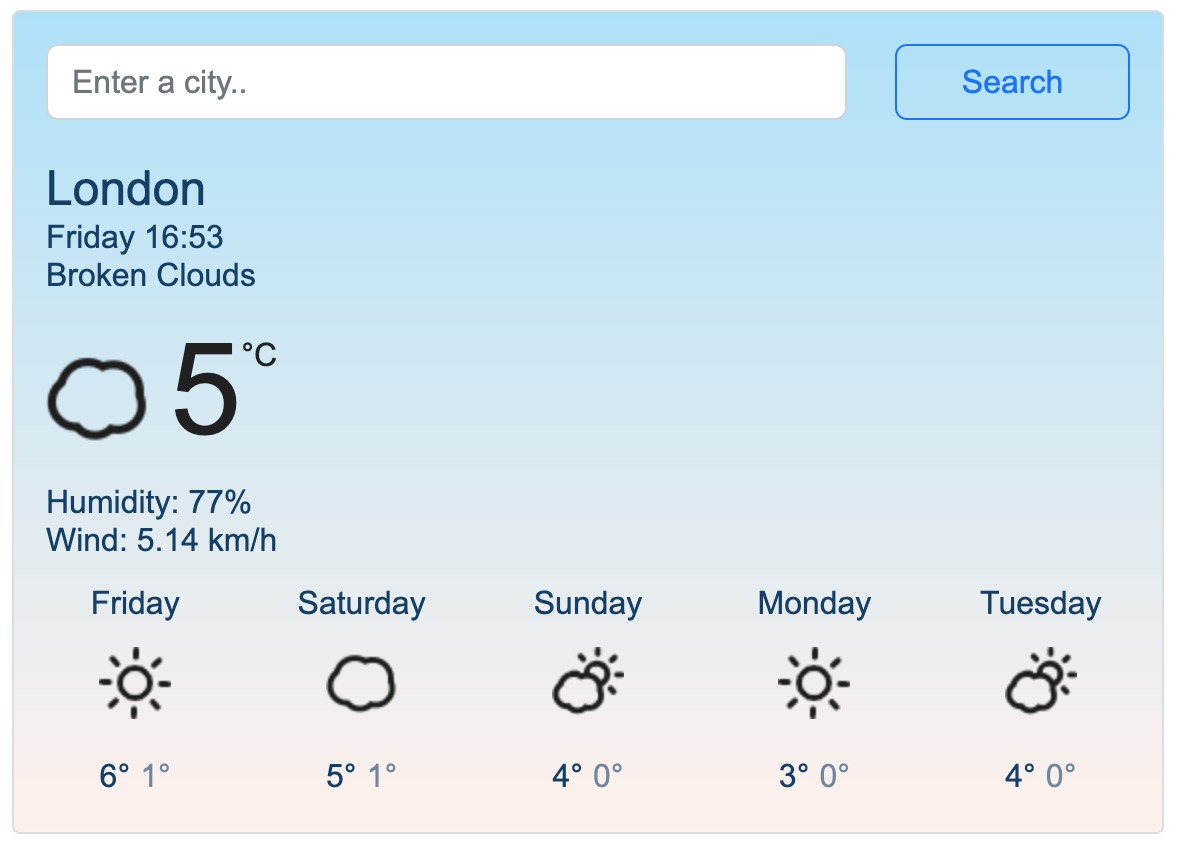 Enter a city.. Search
London
Friday 16:53
Broken Clouds
5 °C
Humidity: 77%
Wind: 5.14 km/h
Friday Saturday Sunday Monday Tuesday
6° 1° 5° 1° 4° 0° 3° 0° 4° 0°